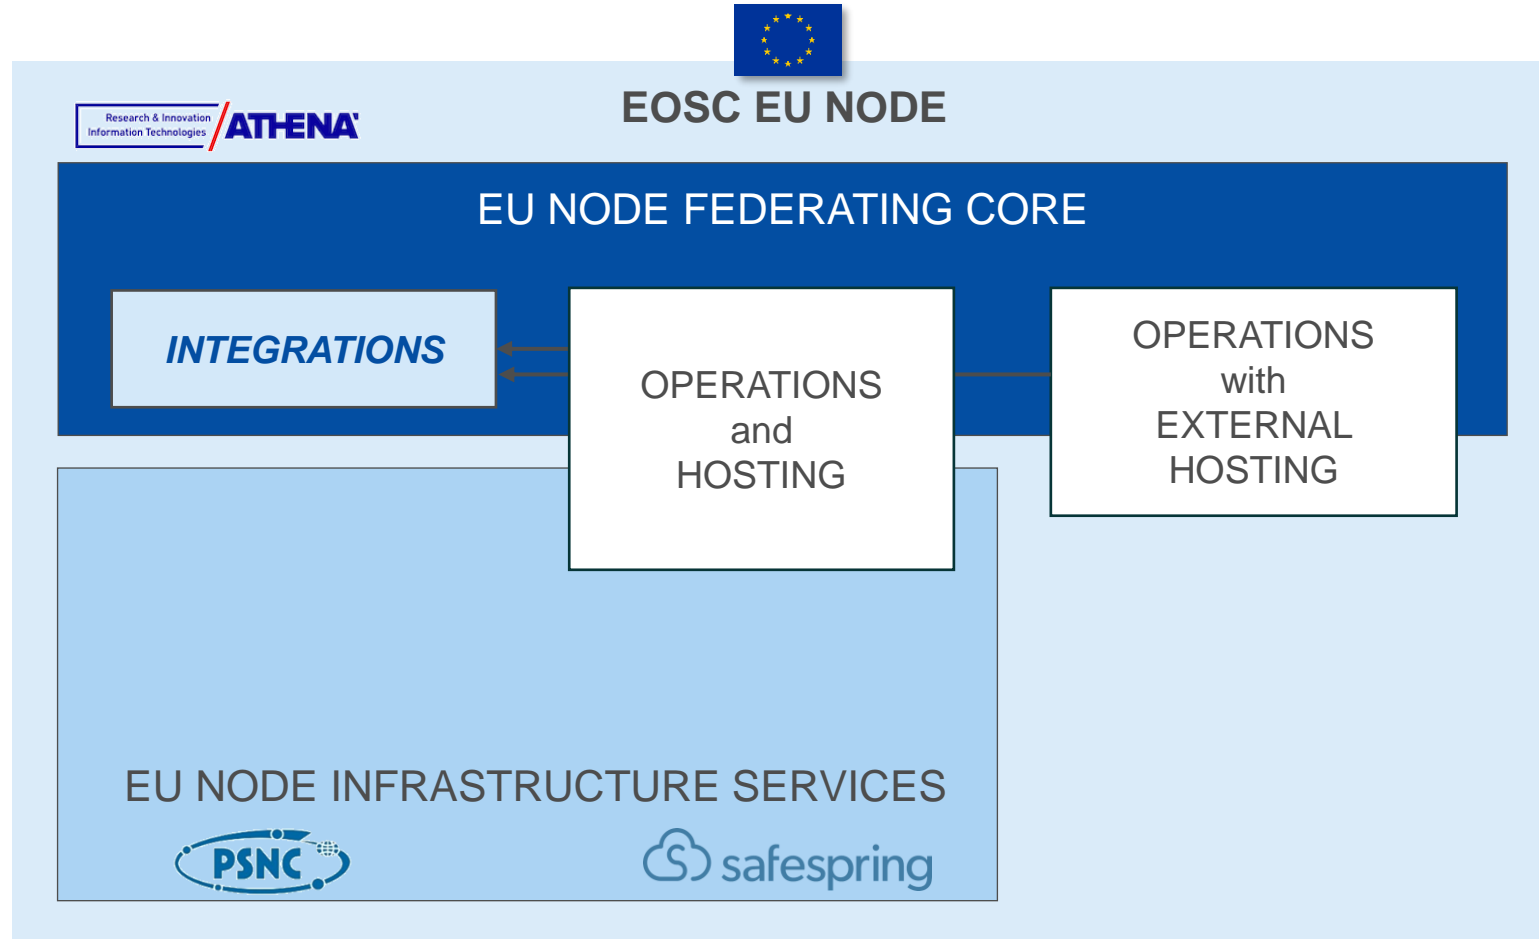 EOSC EU NODE
Research & Innovation
Information Technologies
ATHENA
EU NODE FEDERATING CORE
INTEGRATIONS
OPERATIONS
and
HOSTING
OPERATIONS
with
EXTERNAL
HOSTING
EU NODE INFRASTRUCTURE SERVICES
PSNC
safespring